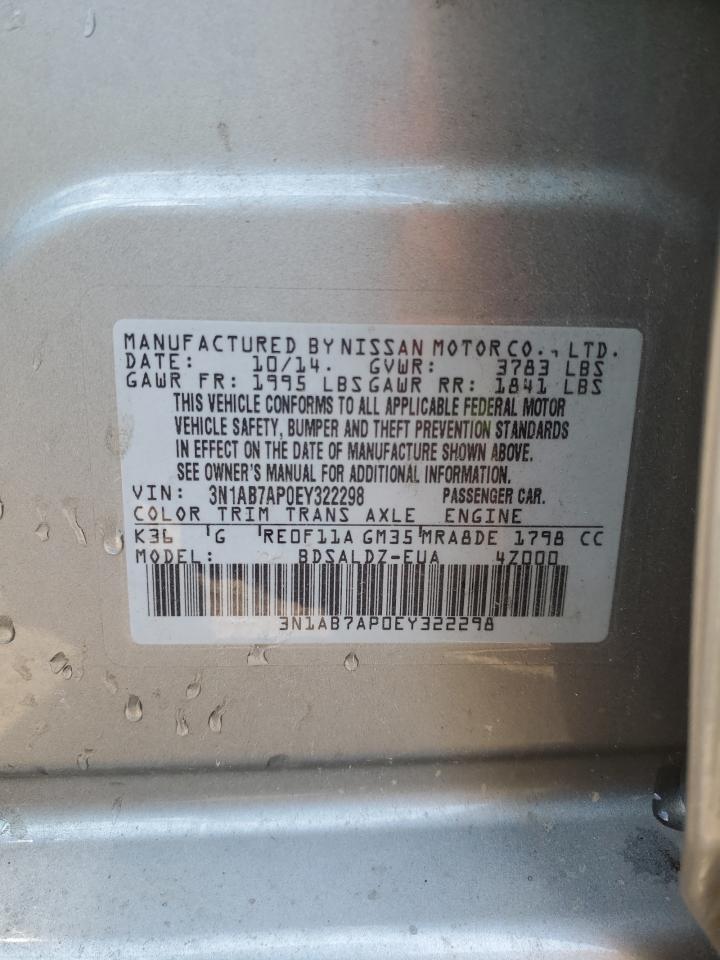 MANUFACTURED BY NISSAN MOTOR CO., LTD.
DATE: 10/14. GVWR: 3783 LBS
GAWR FR: 1995 LBS GAWR RR: 1841 LBS
THIS VEHICLE CONFORMS TO ALL APPLICABLE FEDERAL MOTOR
VEHICLE SAFETY, BUMPER AND THEFT PREVENTION STANDARDS
IN EFFECT ON THE DATE OF MANUFACTURE SHOWN ABOVE.
SEE OWNER'S MANUAL FOR ADDITIONAL INFORMATION.
VIN: 3N1AB7AP0EY322298 PASSENGER CAR.
COLOR TRIM TRANS AXLE ENGINE
K36 'G 'RE0F11A GM35'MRA8DE 1798 CC
MODEL: BDSALDZ-EUA 4Z000
3N1AB7AP0EY322298